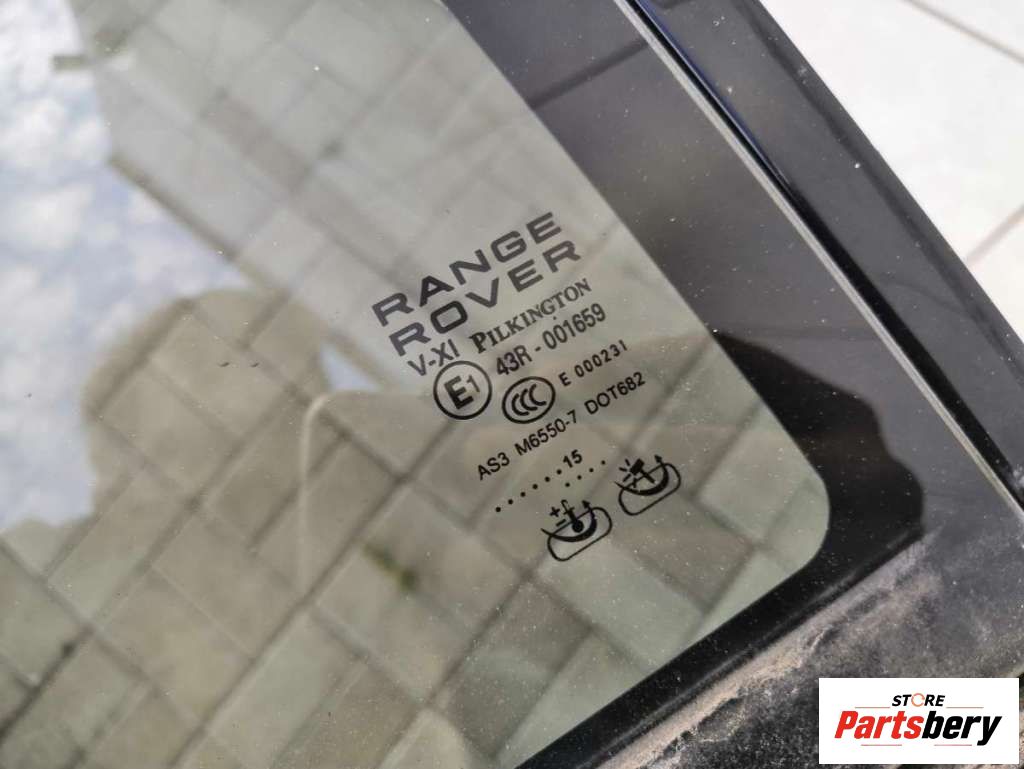 RANGE
ROVER
V-XI PILKINGTON
E1 43R - 001659
CCC E 000231
AS3 M6550-7 DOT682
......15....
STORE
Partsbery